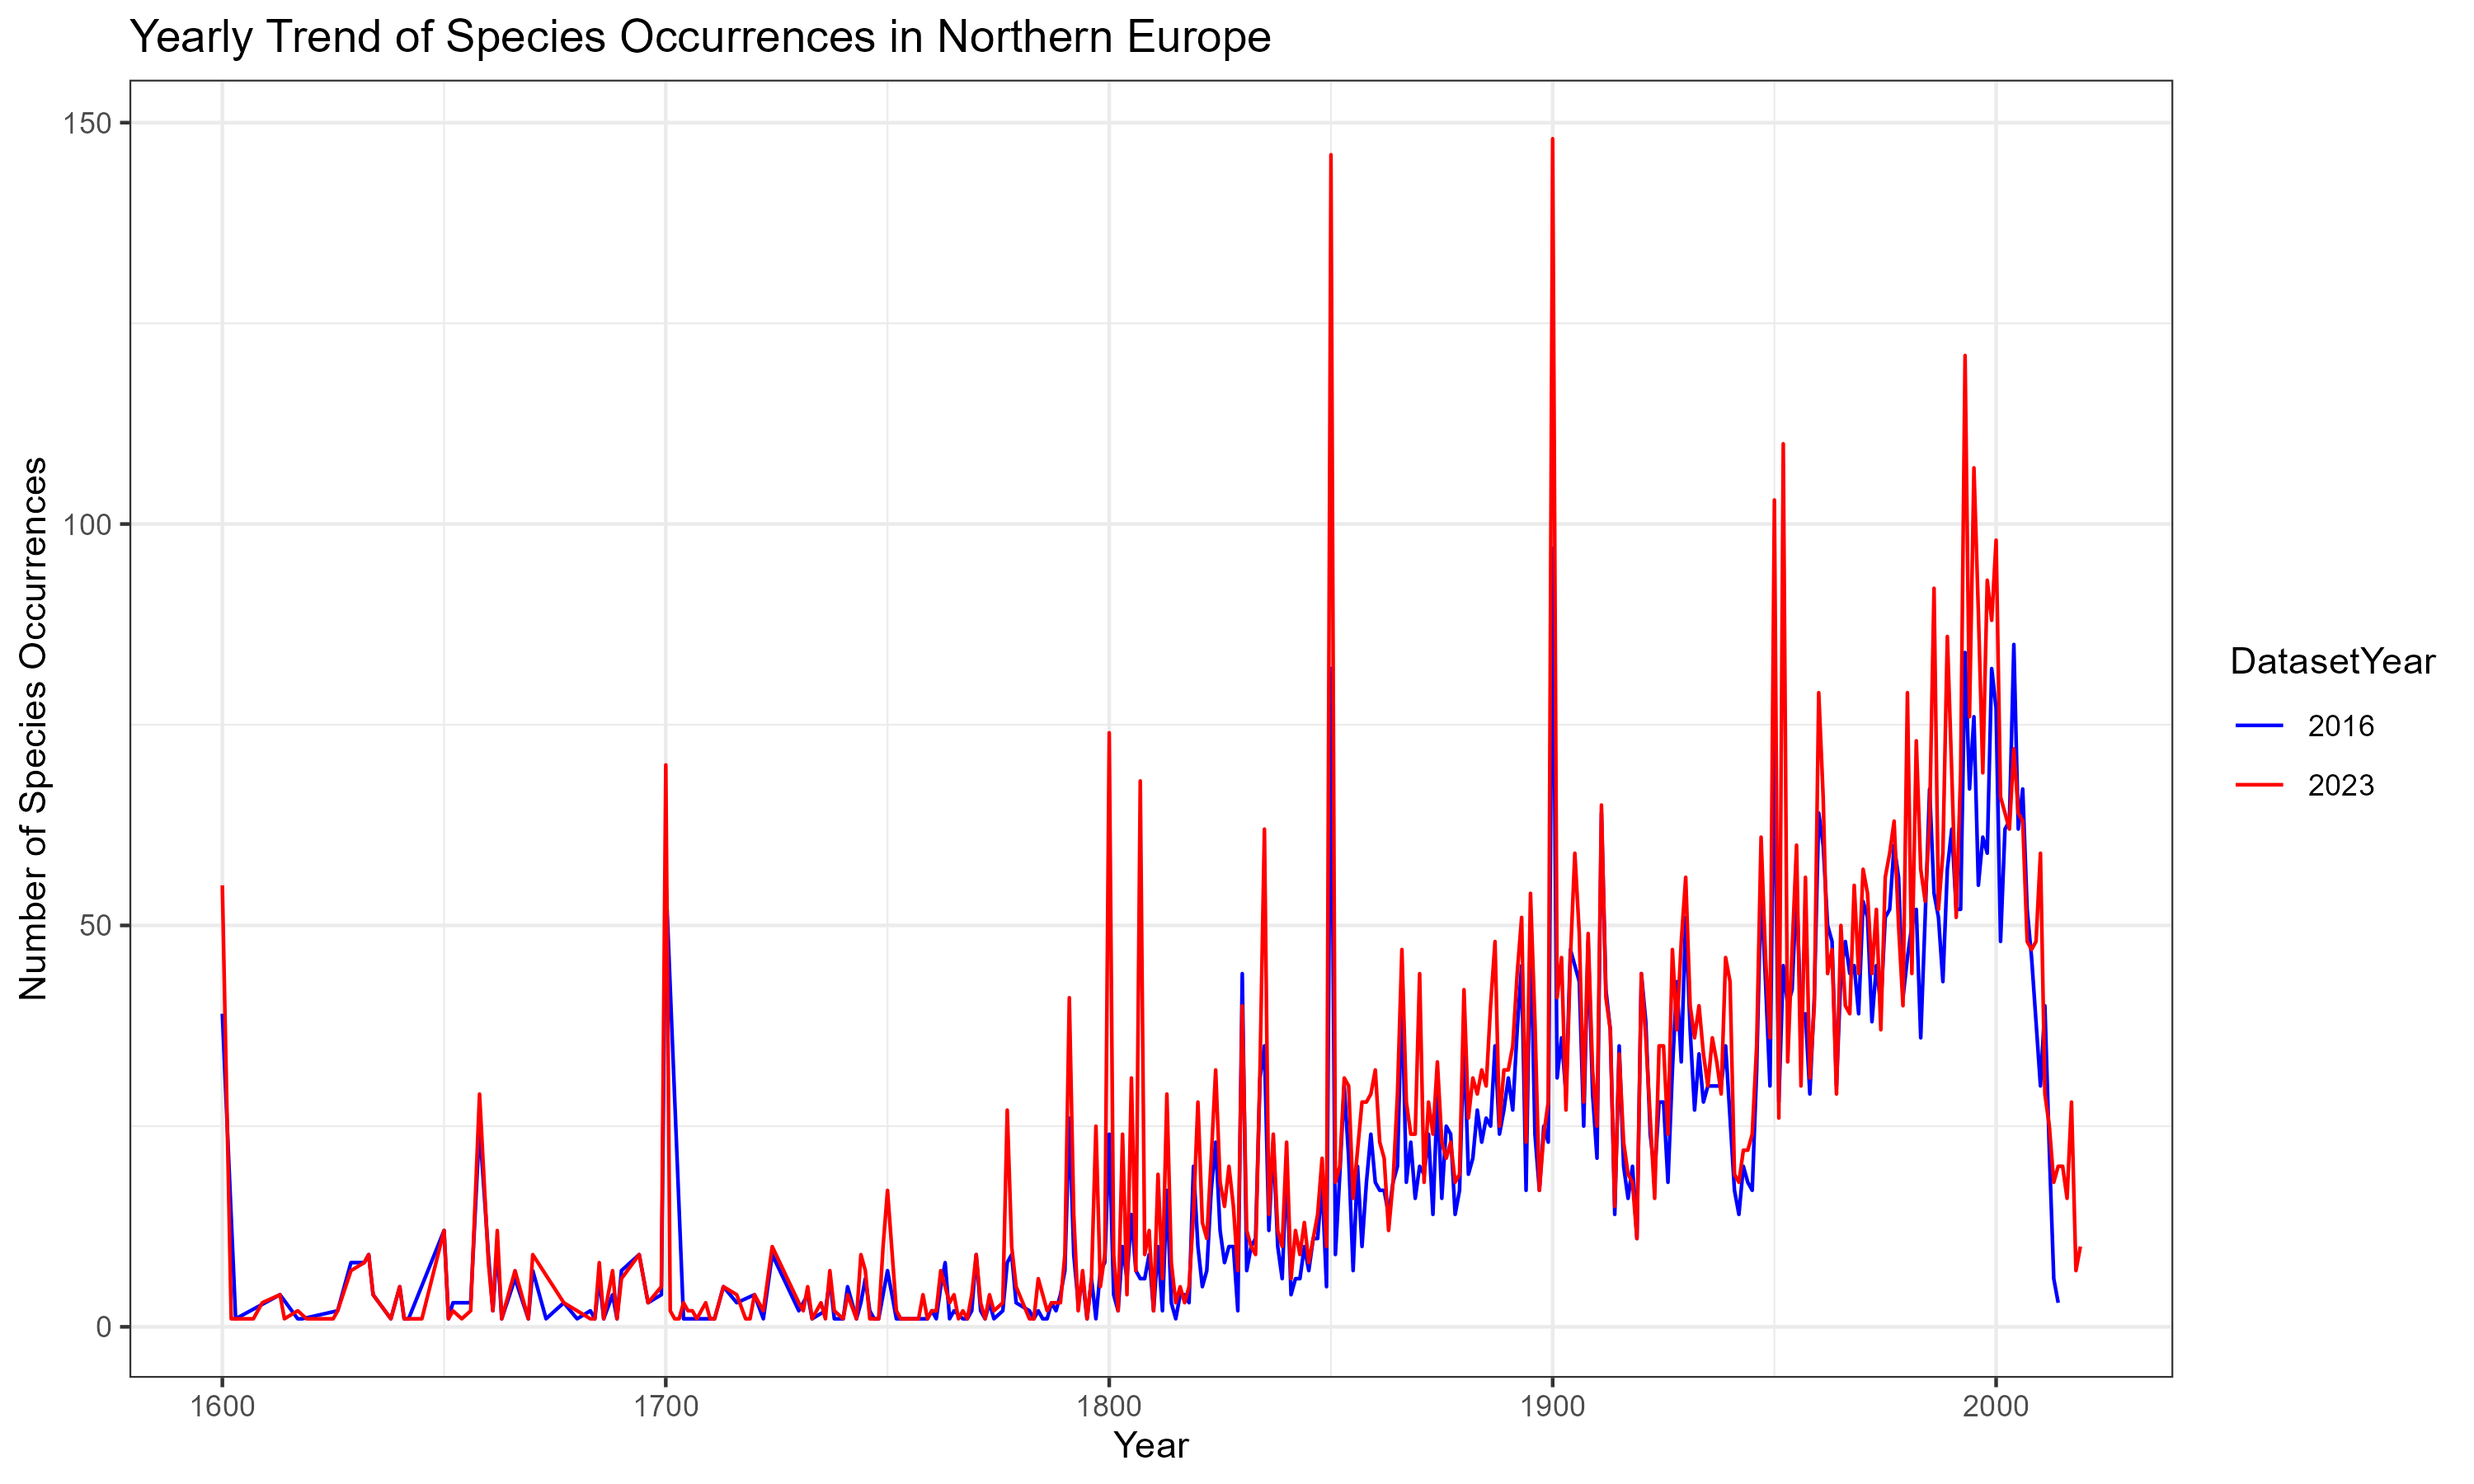 Yearly Trend of Species Occurrences in Northern Europe
Number of Species Occurrences
150
100
50
0
1600
1700
1800
1900
2000
Year
DatasetYear
2016
2023